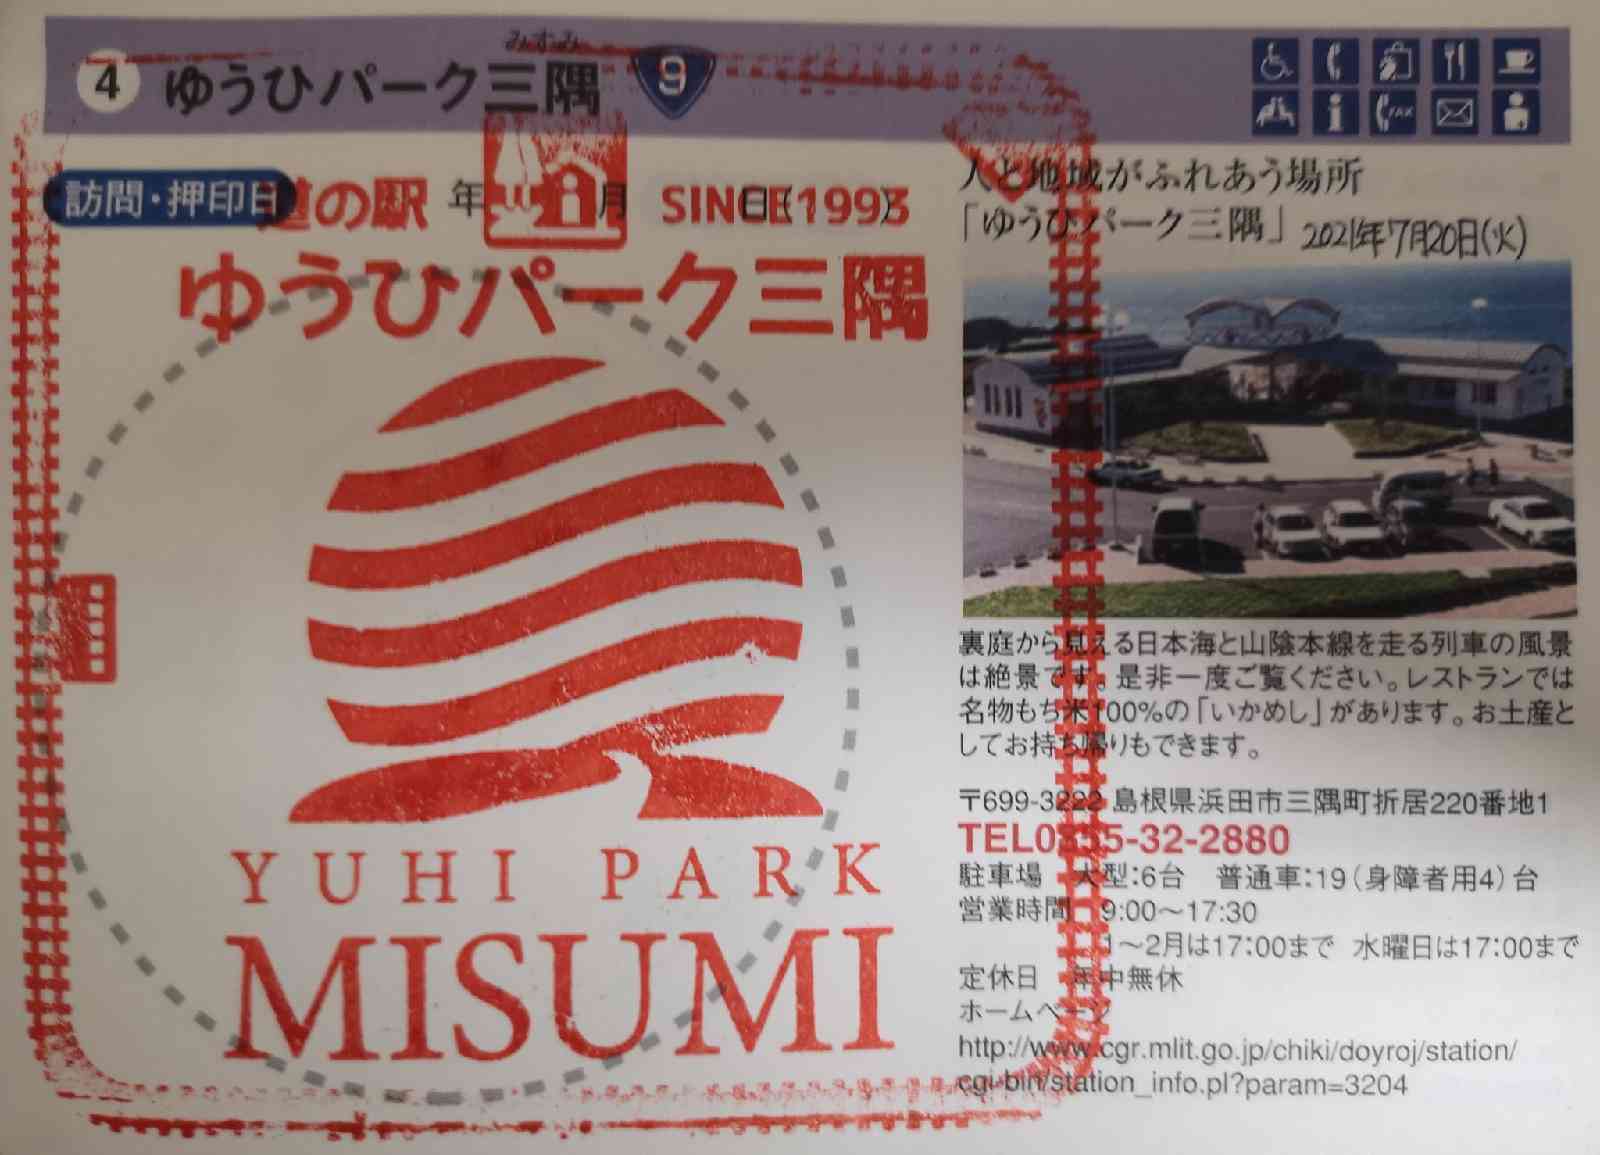 みすみ
4 ゆうひパーク三隅 9
FAX
訪問・押印日 年 月 日( )
道の駅 SINCE1993
ゆうひパーク三隅
YUHI PARK
MISUMI
人と地域がふれあう場所
「ゆうひパーク三隅」 2021年7月20日(火)
裏庭から見える日本海と山陰本線を走る列車の風景
は絶景です。是非一度ご覧ください。レストランでは
名物もち米100%の「いかめし」があります。お土産と
してお持ち帰りもできます。
〒699-3222 島根県浜田市三隅町折居220番地1
TEL0855-32-2880
駐車場 大型:6台 普通車:19(身障者用4)台
営業時間 9:00〜17:30
1〜2月は17:00まで 水曜日は17:00まで
定休日 年中無休
ホームページ
http://www.cgr.mlit.go.jp/chiki/doyroj/station/
cgi-bin/station_info.pl?param=3204